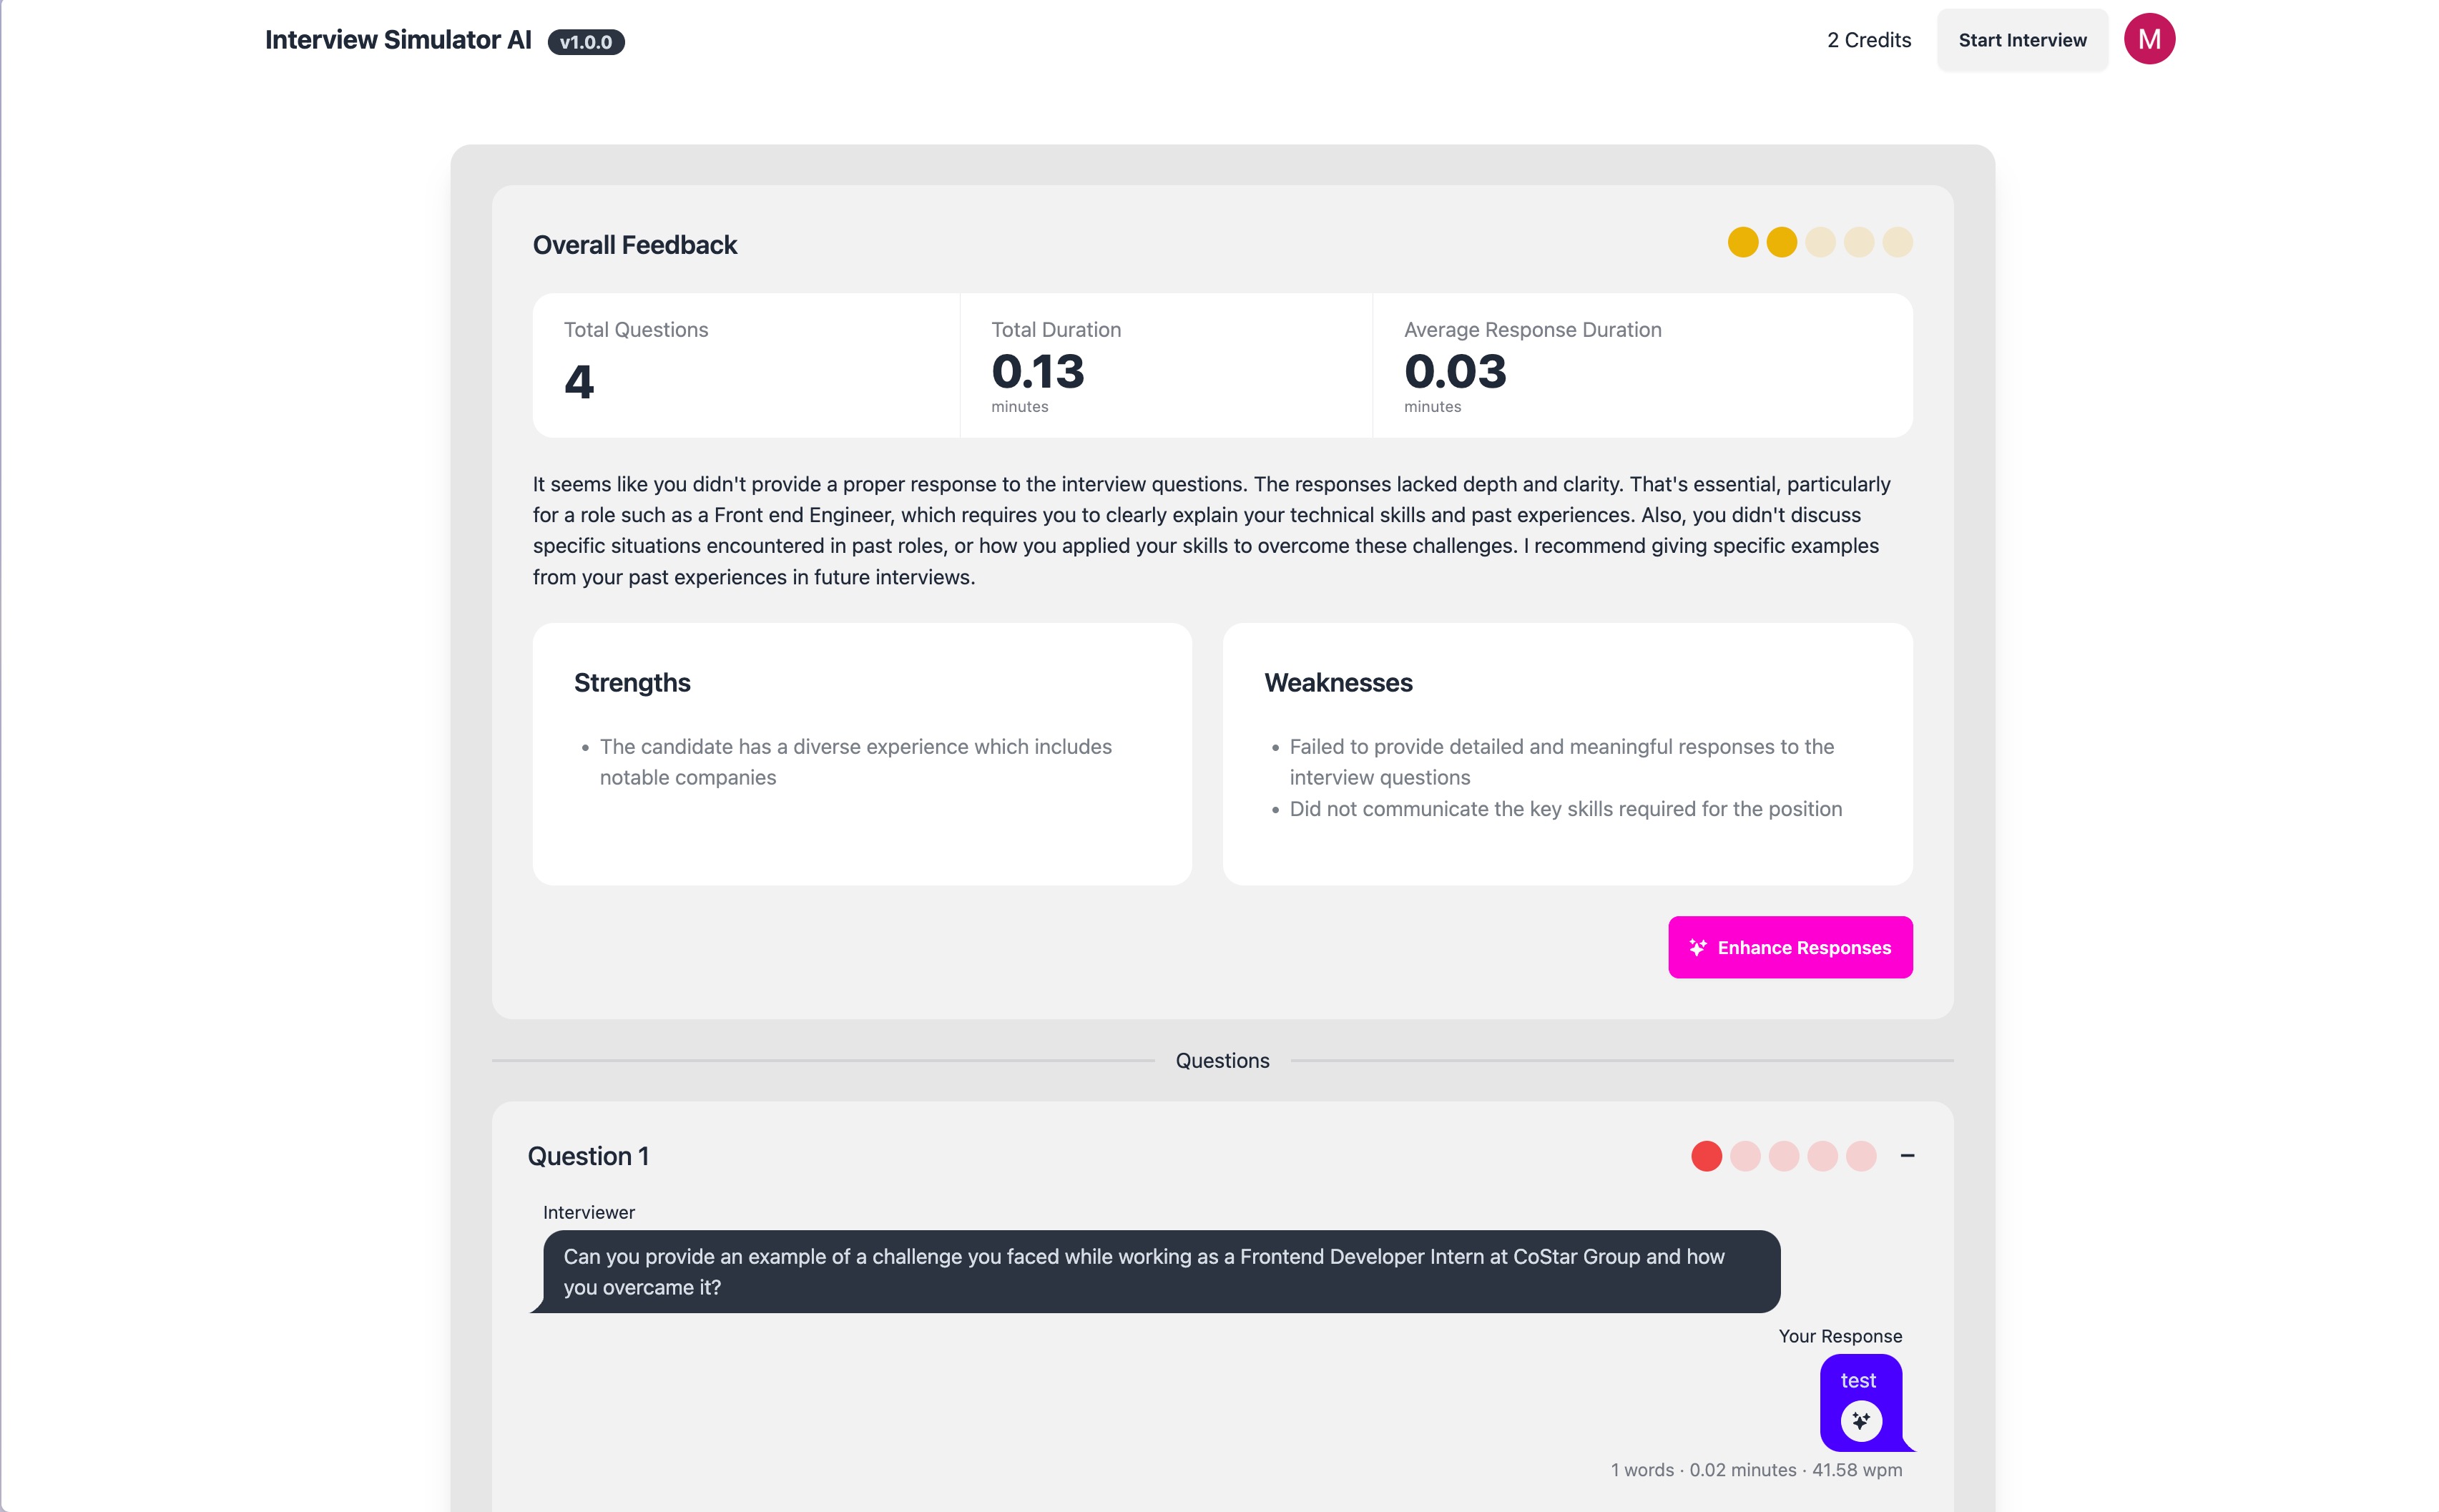 Interview Simulator AI v1.0.0
2 Credits
Start Interview
M
Overall Feedback
Total Questions
4
Total Duration
0.13
minutes
Average Response Duration
0.03
minutes
It seems like you didn't provide a proper response to the interview questions. The responses lacked depth and clarity. That's essential, particularly
for a role such as a Front end Engineer, which requires you to clearly explain your technical skills and past experiences. Also, you didn't discuss
specific situations encountered in past roles, or how you applied your skills to overcome these challenges. I recommend giving specific examples
from your past experiences in future interviews.
Strengths
• The candidate has a diverse experience which includes
notable companies
Weaknesses
• Failed to provide detailed and meaningful responses to the
interview questions
• Did not communicate the key skills required for the position
Enhance Responses
Questions
Question 1
Interviewer
Can you provide an example of a challenge you faced while working as a Frontend Developer Intern at CoStar Group and how
you overcame it?
Your Response
test
1 words · 0.02 minutes · 41.58 wpm